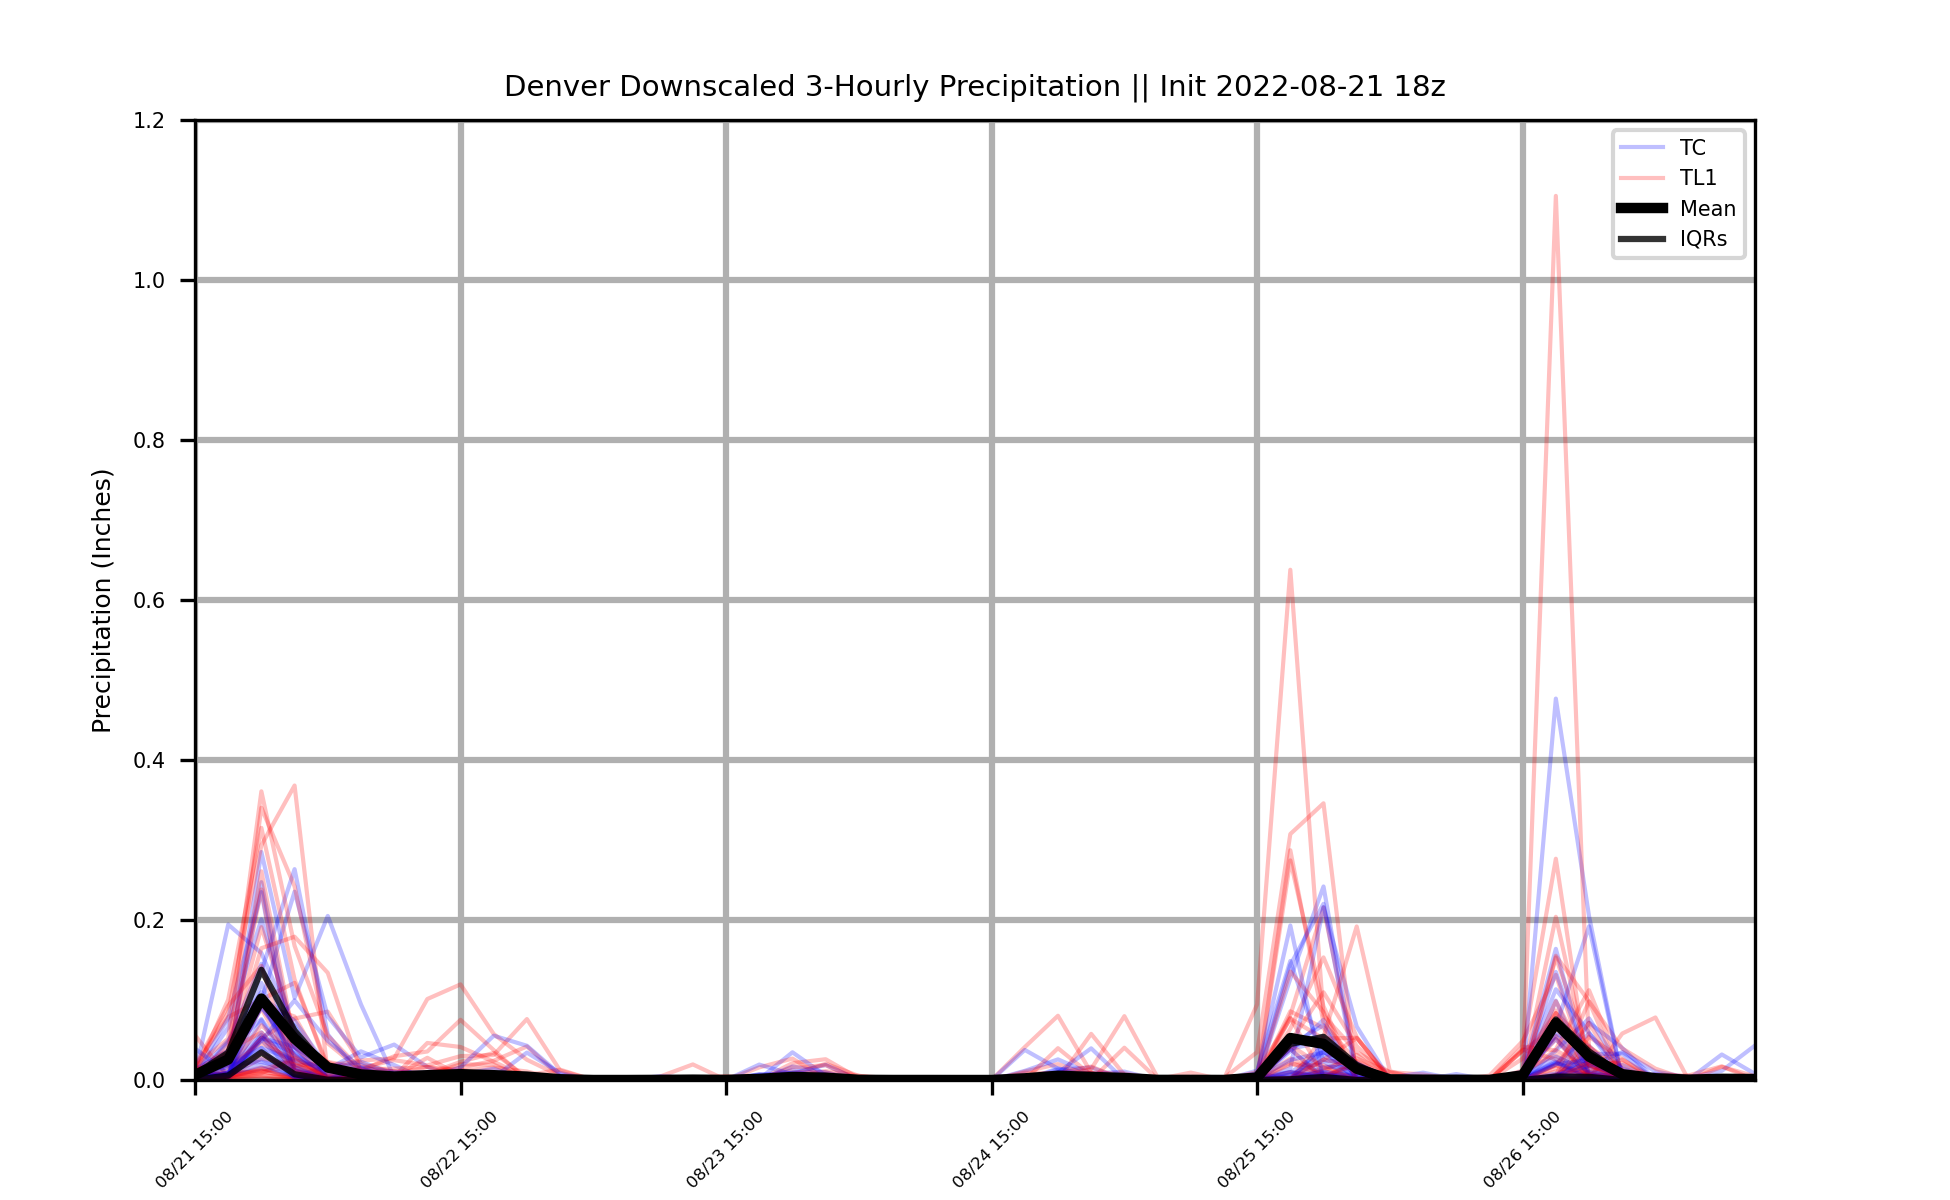 Denver Downscaled 3-Hourly Precipitation || Init 2022-08-21 18z
Precipitation (Inches)
1.2
1.0
0.8
0.6
0.4
0.2
0.0
TC
TL1
Mean
IQRs
08/21 15:00
08/22 15:00
08/23 15:00
08/24 15:00
08/25 15:00
08/26 15:00